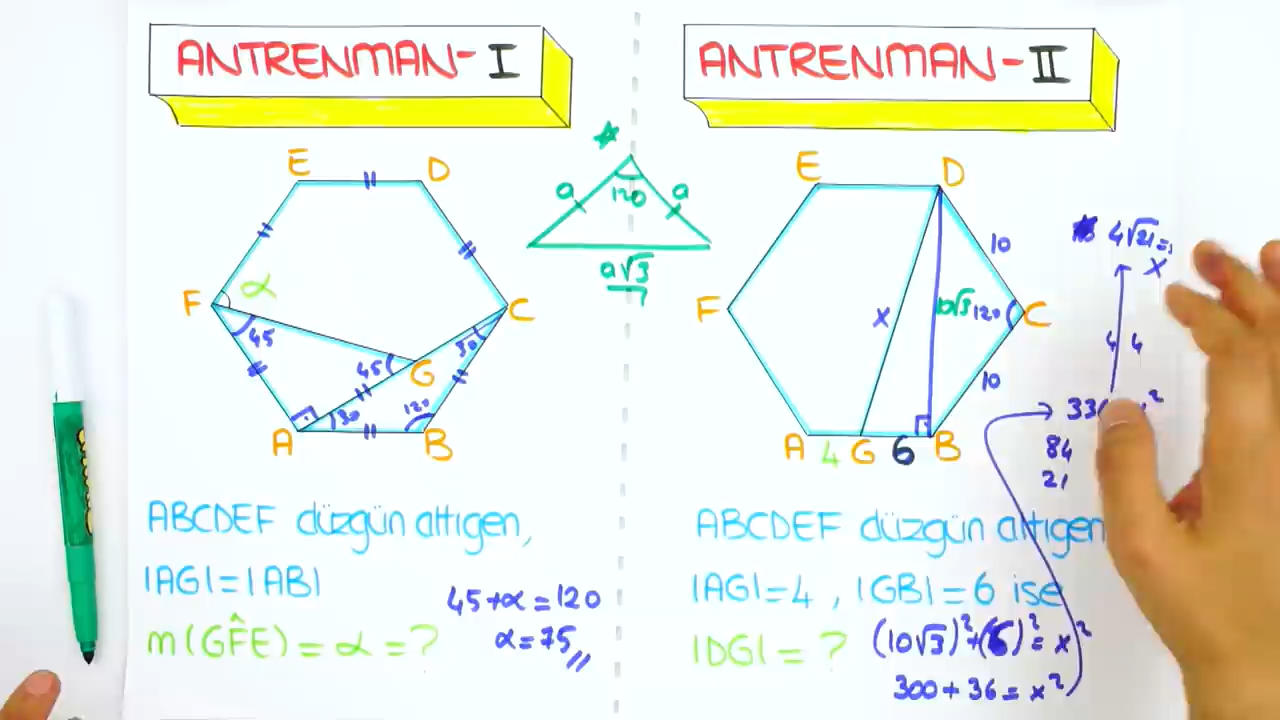 ANTRENMAN-I
E
D
F
α
45
45
G
30
C
A
30
120
B
a
120
a
a√3
ABCDEF düzgün altıgen,
|AG|=|AB|
m(GF̂E) = α = ?
45+α=120
α=75
ANTRENMAN-II
E
D
10
F
x
10√3
120
C
10
A
4
G
6
B
4√21=
x
4
4
84
21
ABCDEF düzgün altıgen
|AG|=4, |GB|=6 ise
|DG| = ?
(10√3)²+(6)²=x²
300+36=x²